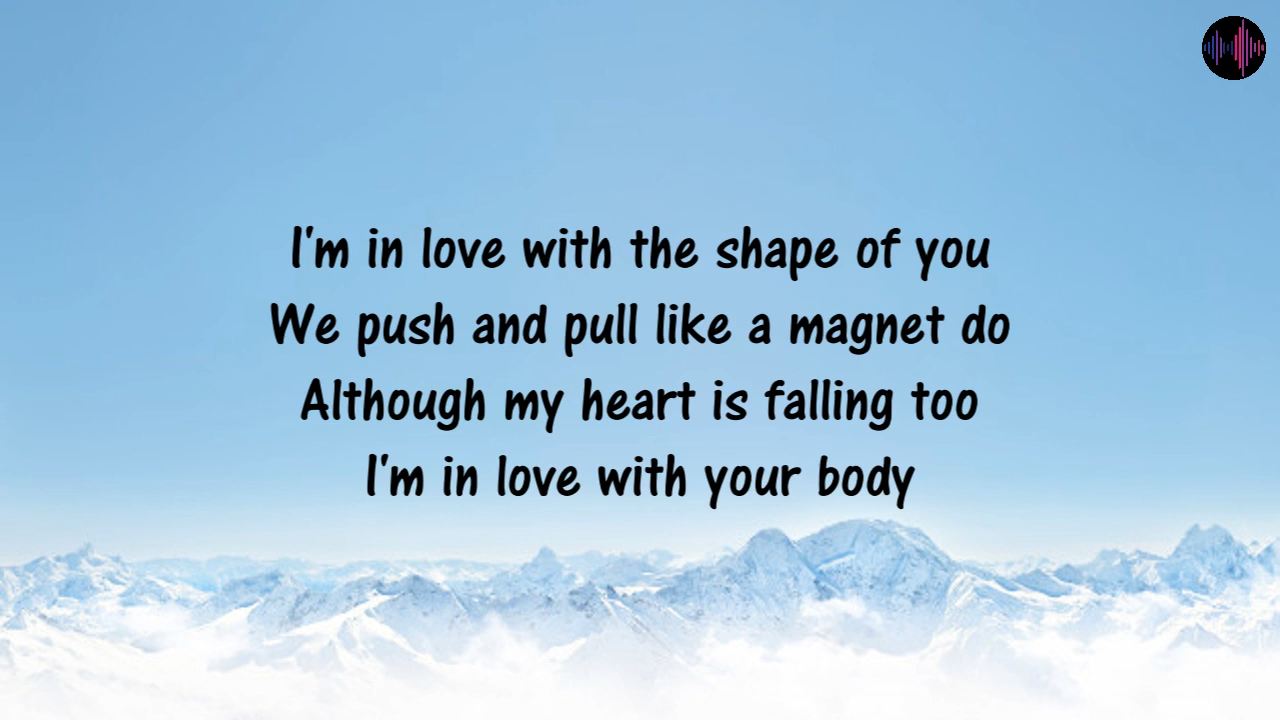 I'm in love with the shape of you
We push and pull like a magnet do
Although my heart is falling too
I'm in love with your body